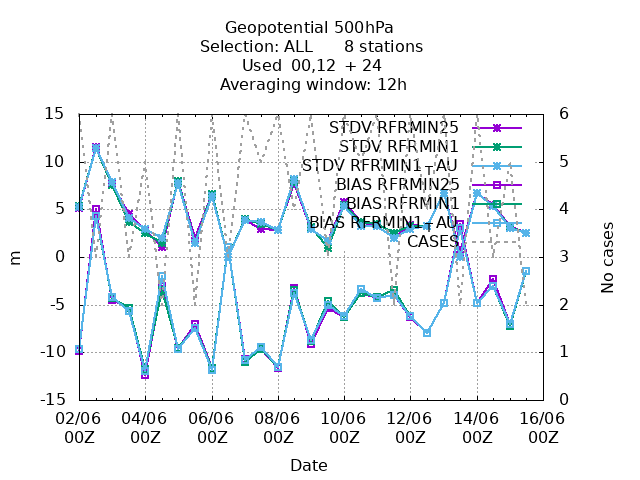 Geopotential 500hPa
Selection: ALL 8 stations
Used 00,12 + 24
Averaging window: 12h
STDV RFRMIN25
STDV RFRMIN1
STDV RFRMIN1_AU
BIAS RFRMIN25
BIAS RFRMIN1
BIAS RFRMIN1_AU
CASES
15
10
5
0
-5
-10
-15
m
6
5
4
3
2
1
0
No cases
02/06 04/06 06/06 08/06 10/06 12/06 14/06 16/06
00Z 00Z 00Z 00Z 00Z 00Z 00Z 00Z
Date